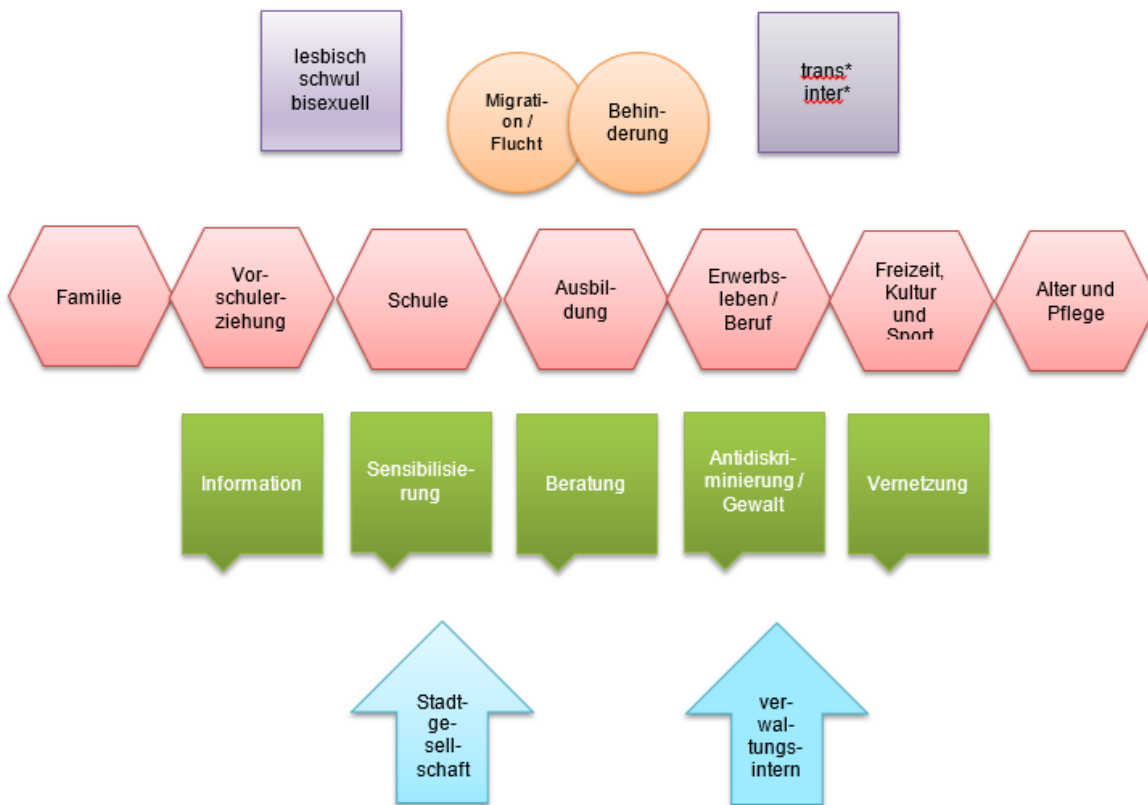 lesbisch
schwul
bisexuell
Migrati-
on /
Flucht
Behin-
derung
trans*
inter*
Familie
Vor-
schuler-
ziehung
Schule
Ausbil-
dung
Erwerbs-
leben /
Beruf
Freizeit,
Kultur
und
Sport
Alter und
Pflege
Information
Sensibilisie-
rung
Beratung
Antidiskri-
minierung /
Gewalt
Vernetzung
Stadt-
ge-
sell-
schaft
ver-
wal-
tungs-
intern